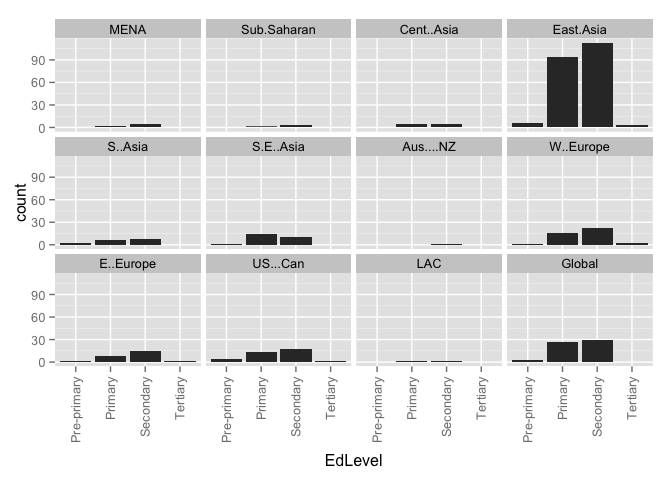 MENA Sub.Saharan Cent..Asia East.Asia
90
60
30
0
S..Asia S.E..Asia Aus....NZ W..Europe
90
60
30
0
count
E..Europe US...Can LAC Global
90
60
30
0
Pre-primary Primary Secondary Tertiary Pre-primary Primary Secondary Tertiary Pre-primary Primary Secondary Tertiary Pre-primary Primary Secondary Tertiary
EdLevel